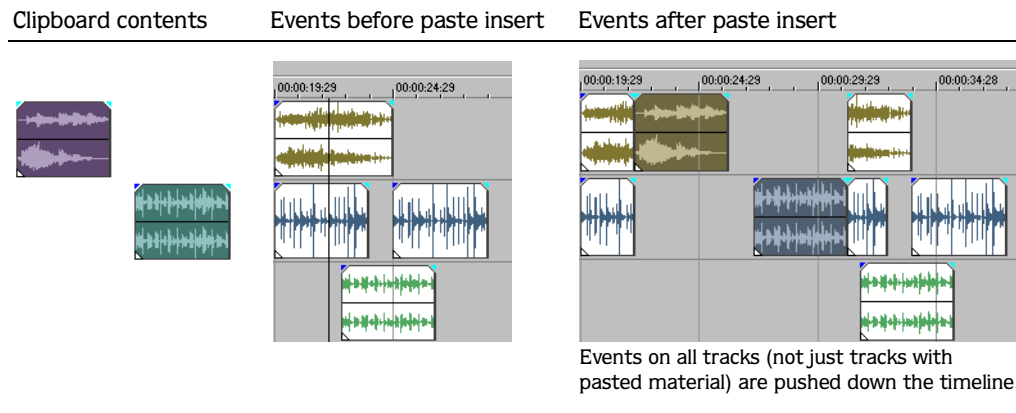 Clipboard contents
Events before paste insert
Events after paste insert
00:00:19:29
00:00:24:29
00:00:19:29
00:00:24:29
00:00:29:29
00:00:34:28
Events on all tracks (not just tracks with
pasted material) are pushed down the timeline